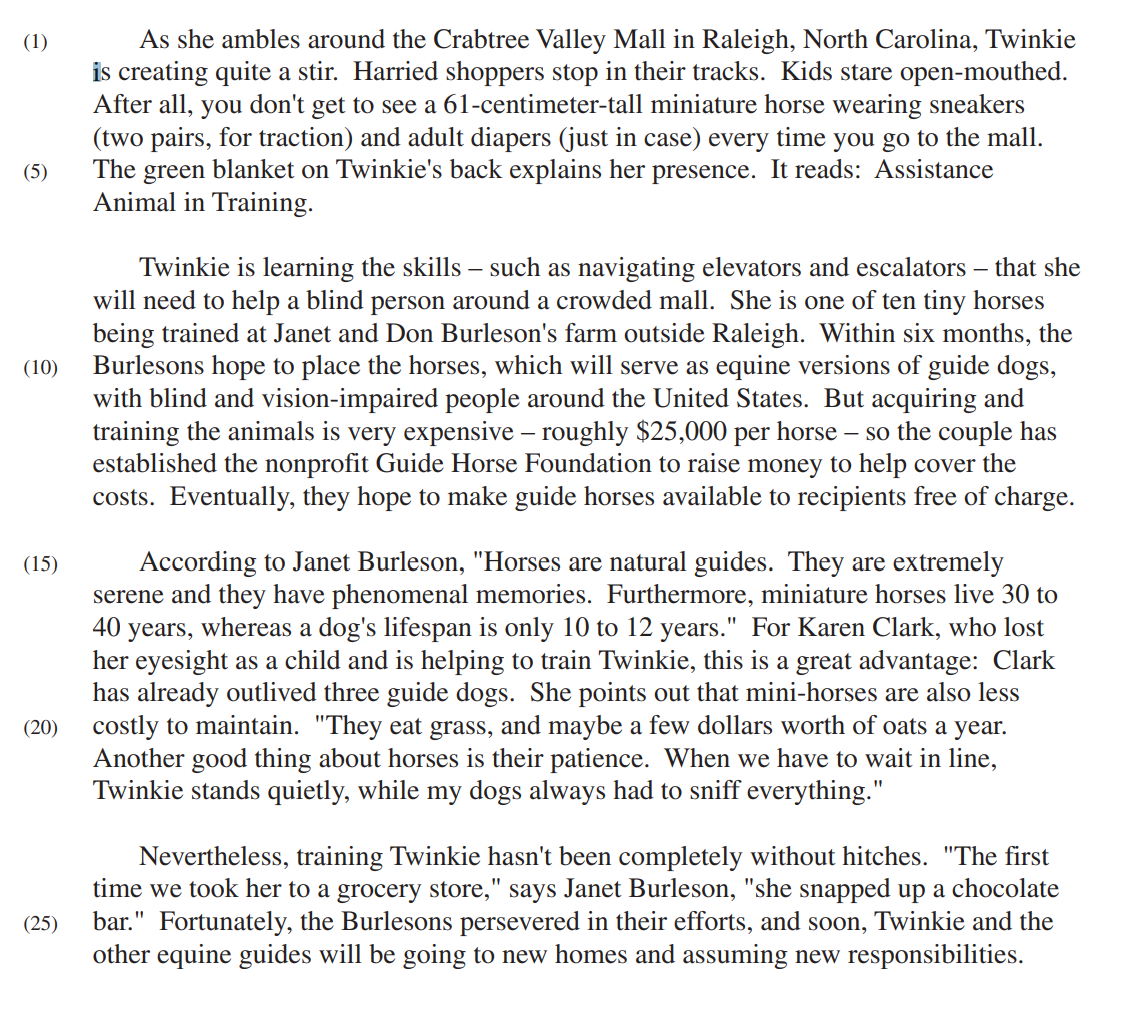 (1) As she ambles around the Crabtree Valley Mall in Raleigh, North Carolina, Twinkie
is creating quite a stir. Harried shoppers stop in their tracks. Kids stare open-mouthed.
After all, you don't get to see a 61-centimeter-tall miniature horse wearing sneakers
(two pairs, for traction) and adult diapers (just in case) every time you go to the mall.
(5) The green blanket on Twinkie's back explains her presence. It reads: Assistance
Animal in Training.
Twinkie is learning the skills – such as navigating elevators and escalators – that she
will need to help a blind person around a crowded mall. She is one of ten tiny horses
being trained at Janet and Don Burleson's farm outside Raleigh. Within six months, the
(10) Burlesons hope to place the horses, which will serve as equine versions of guide dogs,
with blind and vision-impaired people around the United States. But acquiring and
training the animals is very expensive – roughly $25,000 per horse – so the couple has
established the nonprofit Guide Horse Foundation to raise money to help cover the
costs. Eventually, they hope to make guide horses available to recipients free of charge.
(15) According to Janet Burleson, "Horses are natural guides. They are extremely
serene and they have phenomenal memories. Furthermore, miniature horses live 30 to
40 years, whereas a dog's lifespan is only 10 to 12 years." For Karen Clark, who lost
her eyesight as a child and is helping to train Twinkie, this is a great advantage: Clark
has already outlived three guide dogs. She points out that mini-horses are also less
(20) costly to maintain. "They eat grass, and maybe a few dollars worth of oats a year.
Another good thing about horses is their patience. When we have to wait in line,
Twinkie stands quietly, while my dogs always had to sniff everything."
Nevertheless, training Twinkie hasn't been completely without hitches. "The first
time we took her to a grocery store," says Janet Burleson, "she snapped up a chocolate
(25) bar." Fortunately, the Burlesons persevered in their efforts, and soon, Twinkie and the
other equine guides will be going to new homes and assuming new responsibilities.